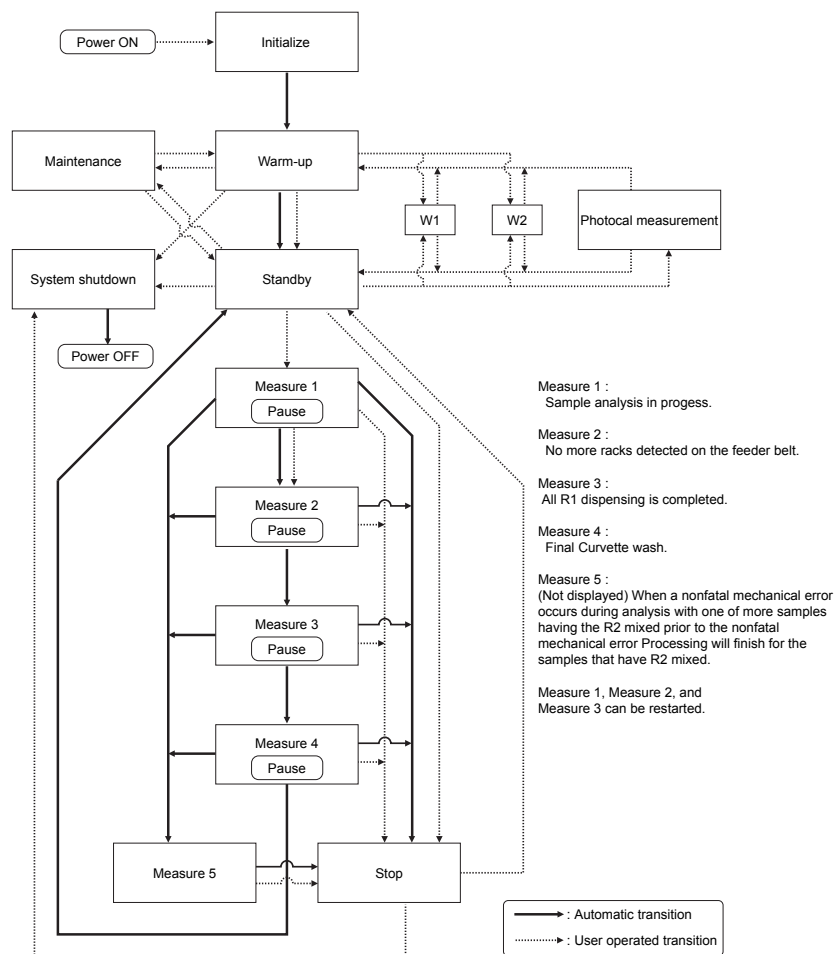 Power ON
Initialize
Maintenance
Warm-up
W1
W2
Photocal measurement
System shutdown
Standby
Power OFF
Measure 1
Pause
Measure 2
Pause
Measure 3
Pause
Measure 4
Pause
Measure 5
Stop
Measure 1 :
Sample analysis in progess.
Measure 2 :
No more racks detected on the feeder belt.
Measure 3 :
All R1 dispensing is completed.
Measure 4 :
Final Curvette wash.
Measure 5 :
(Not displayed) When a nonfatal mechanical error
occurs during analysis with one of more samples
having the R2 mixed prior to the nonfatal
mechanical error Processing will finish for the
samples that have R2 mixed.
Measure 1, Measure 2, and
Measure 3 can be restarted.
: Automatic transition
: User operated transition